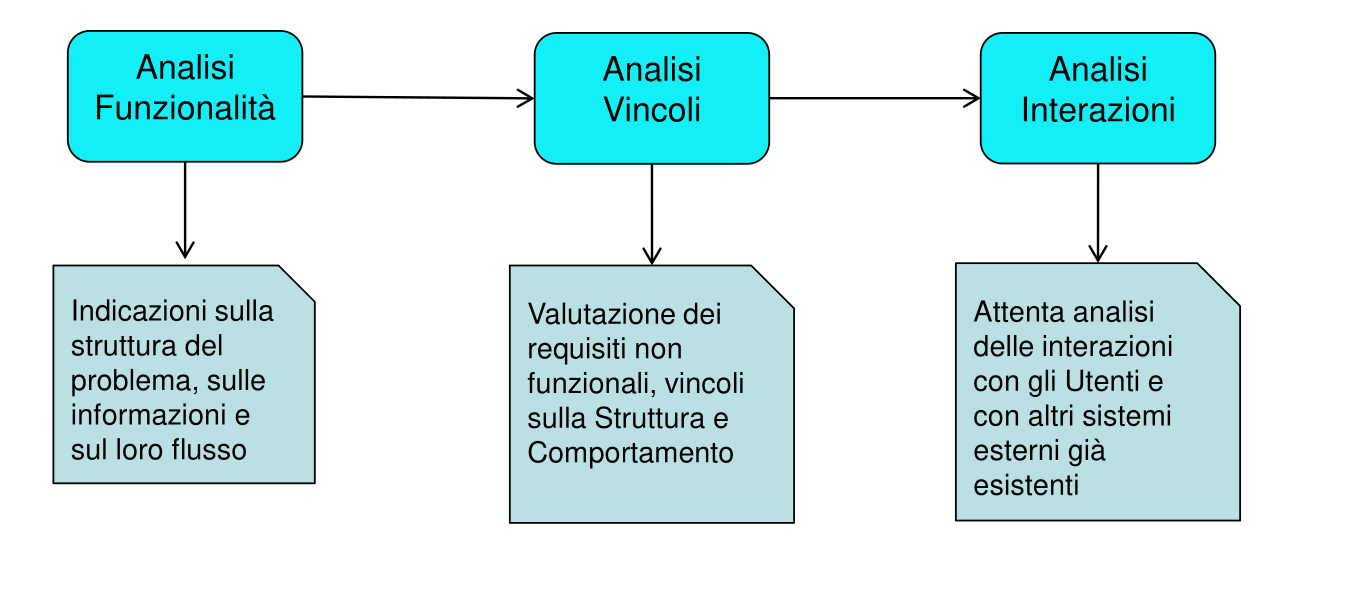 Analisi
Funzionalità
Analisi
Vincoli
Analisi
Interazioni
Indicazioni sulla
struttura del
problema, sulle
informazioni e
sul loro flusso
Valutazione dei
requisiti non
funzionali, vincoli
sulla Struttura e
Comportamento
Attenta analisi
delle interazioni
con gli Utenti e
con altri sistemi
esterni già
esistenti